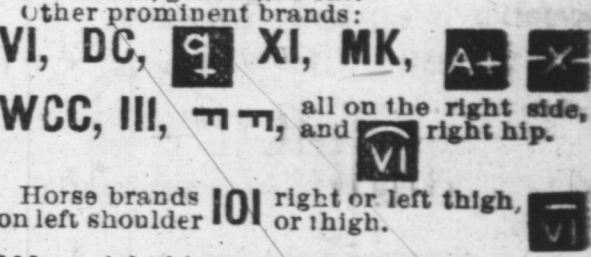 Other prominent brands:
VI, DC, XI, MK, A+ -X-
WCC, III, all on the right side,
and VI right hip.
Horse brands IOI right or left thigh, VI
on left shoulder or thigh.